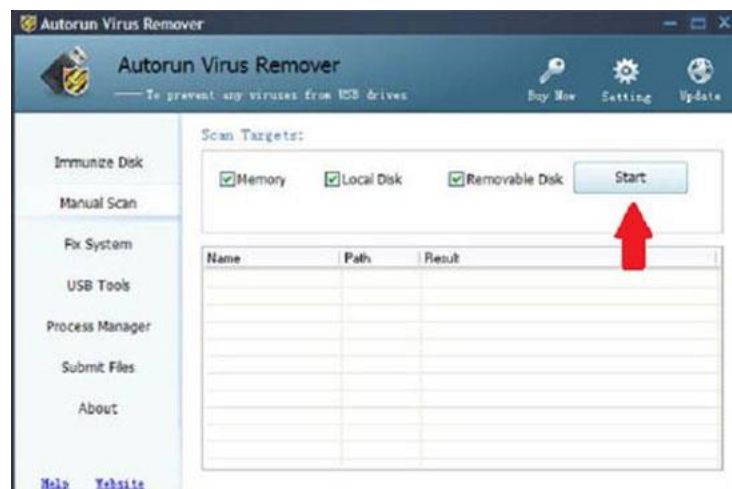 Autorun Virus Remover
Autorun Virus Remover
To prevent any viruses from USB drives
Buy Now Setting Update
Scan Targets:
Immunize Disk
Memory Local Disk Removable Disk Start
Manual Scan
Fix System
Name Path Result
USB Tools
Process Manager
Submit Files
About
Help Website